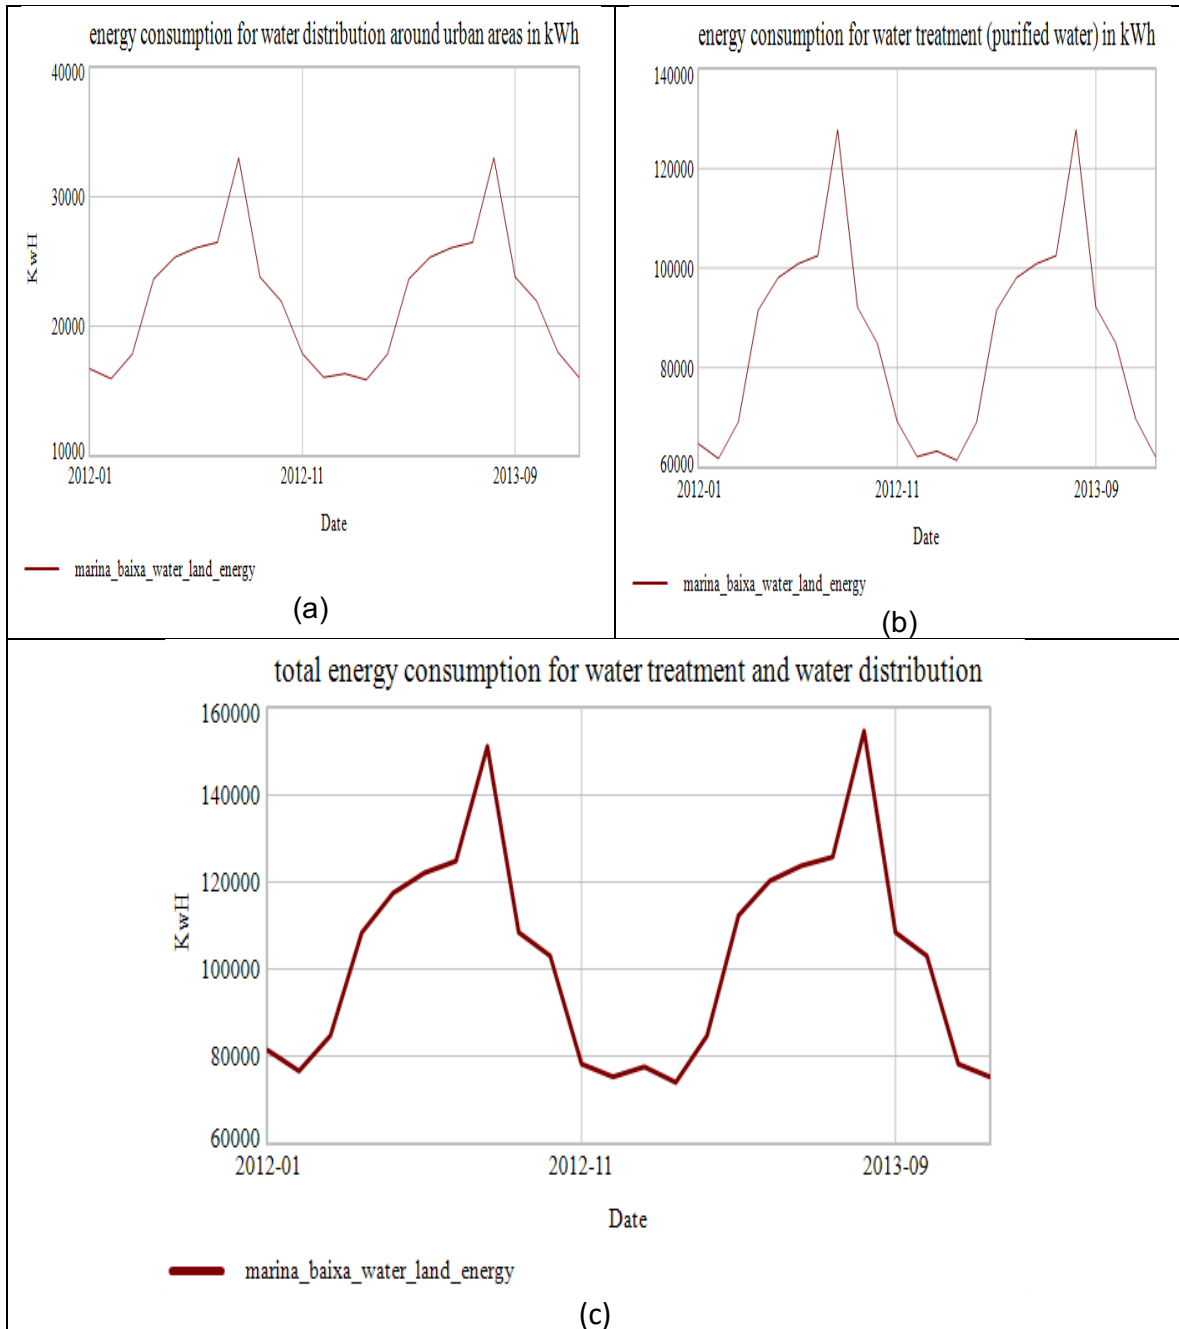 energy consumption for water distribution around urban areas in kWh
40000
30000
20000
10000
KwH
2012-01 2012-11 2013-09
Date
marina_baixa_water_land_energy
(a)
energy consumption for water treatment (purified water) in kWh
140000
120000
100000
80000
60000
2012-01 2012-11 2013-09
Date
marina_baixa_water_land_energy
(b)
total energy consumption for water treatment and water distribution
160000
140000
120000
100000
80000
60000
KwH
2012-01 2012-11 2013-09
Date
marina_baixa_water_land_energy
(c)